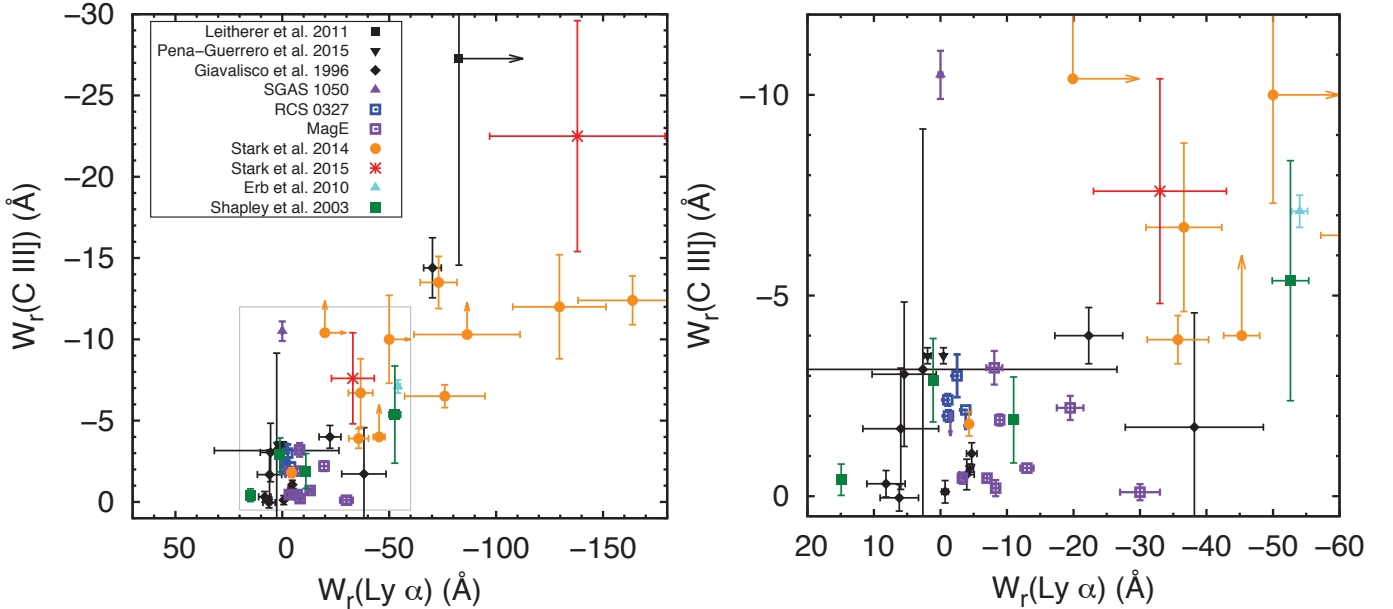 −30
−25
−20
−15
−10
−5
0
W_r(C III]) (Å)
50
0
−50
−100
−150
W_r(Ly α) (Å)
Leitherer et al. 2011
Pena−Guerrero et al. 2015
Giavalisco et al. 1996
SGAS 1050
RCS 0327
MagE
Stark et al. 2014
Stark et al. 2015
Erb et al. 2010
Shapley et al. 2003
−10
−5
0
W_r(C III]) (Å)
20
10
0
−10
−20
−30
−40
−50
−60
W_r(Ly α) (Å)